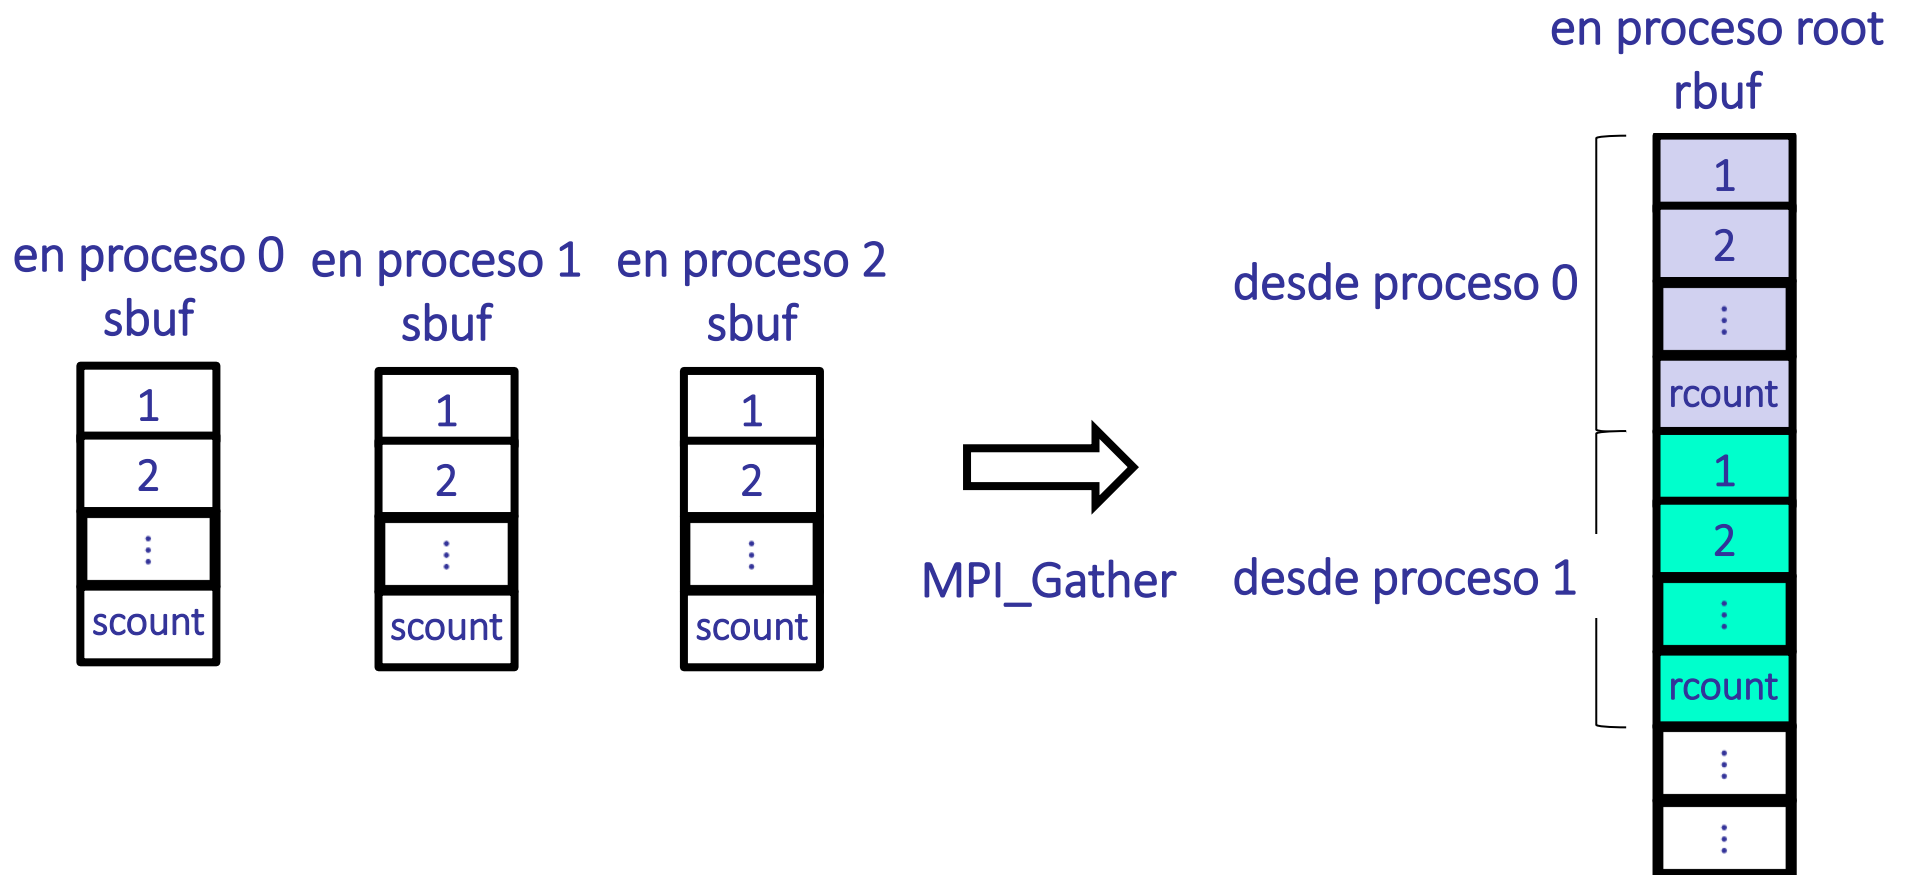 en proceso 0
sbuf
1
2
⋮
scount
en proceso 1
sbuf
1
2
⋮
scount
en proceso 2
sbuf
1
2
⋮
scount
MPI_Gather
en proceso root
rbuf
desde proceso 0
1
2
⋮
rcount
desde proceso 1
1
2
⋮
rcount
⋮
⋮